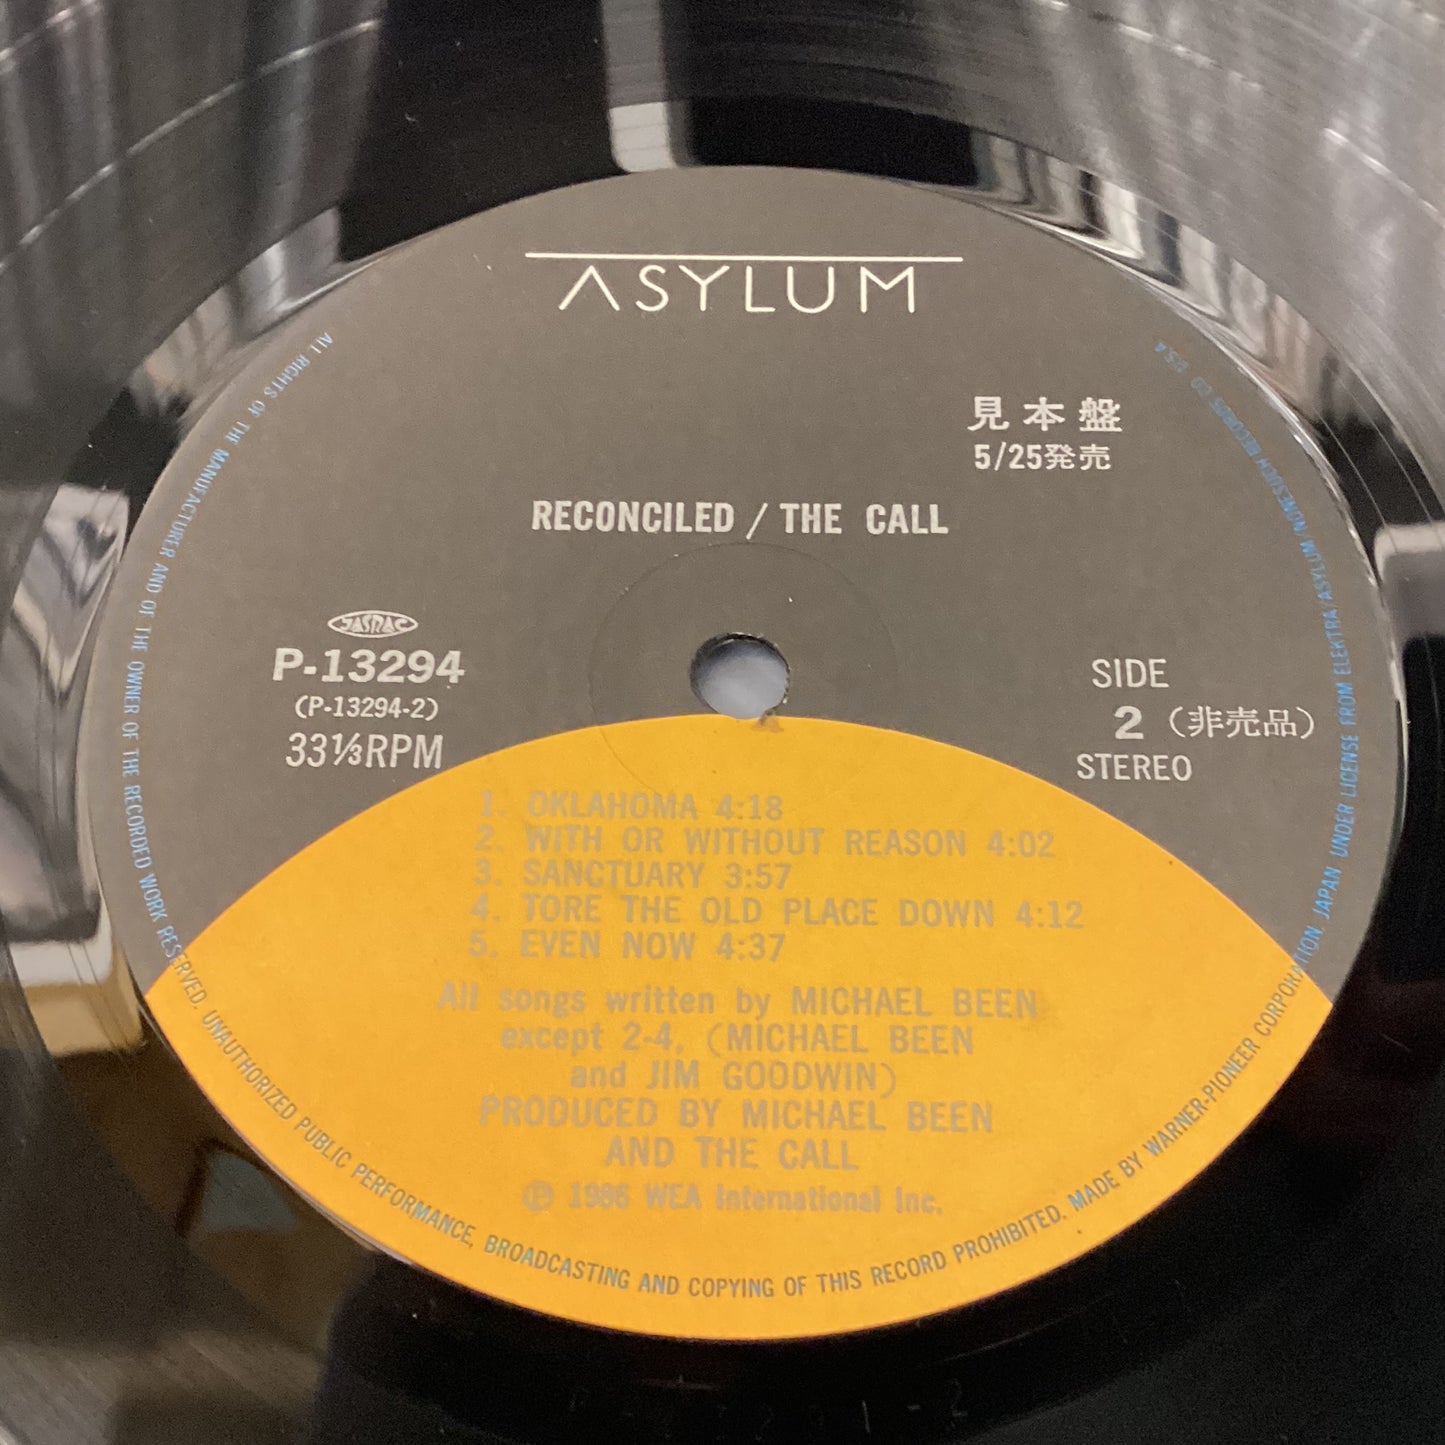 ASYLUM
見本盤
5/25発売
RECONCILED / THE CALL
JASRAC
P-13294
(P-13294-2)
33⅓RPM
SIDE
2 (非売品)
STEREO
1. OKLAHOMA 4:18
2. WITH OR WITHOUT REASON 4:02
3. SANCTUARY 3:57
4. TORE THE OLD PLACE DOWN 4:12
5. EVEN NOW 4:37
All songs written by MICHAEL BEEN
except 2-4, (MICHAEL BEEN
and JIM GOODWIN)
PRODUCED BY MICHAEL BEEN
AND THE CALL
Ⓟ 1986 WEA International Inc.
ALL RIGHTS OF THE MANUFACTURER AND OF THE OWNER OF THE RECORDED WORK RESERVED. UNAUTHORIZED PUBLIC PERFORMANCE, BROADCASTING AND COPYING OF THIS RECORD PROHIBITED. MADE BY WARNER-PIONEER CORPORATION, JAPAN UNDER LICENSE FROM ELEKTRA/ASYLUM/NONESUCH RECORDS CO U.S.A